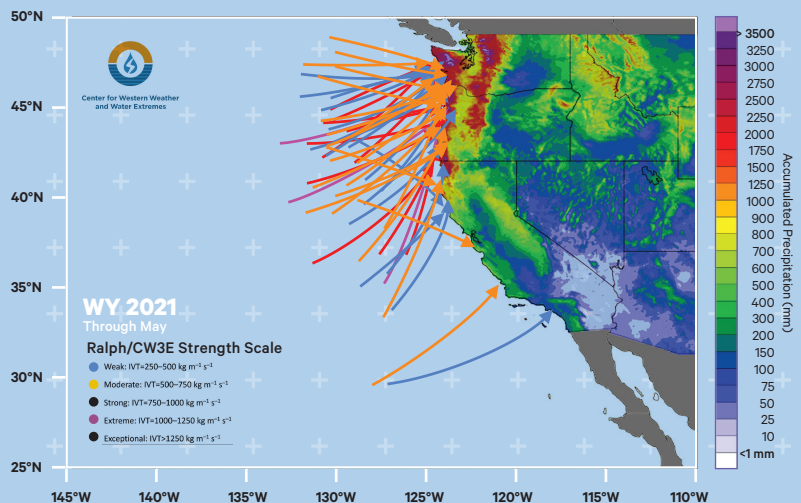 50°N
45°N
40°N
35°N
30°N
25°N
Center for Western Weather
and Water Extremes
WY 2021
Through May
Ralph/CW3E Strength Scale
Weak: IVT=250–500 kg m⁻¹ s⁻¹
Moderate: IVT=500–750 kg m⁻¹ s⁻¹
Strong: IVT=750–1000 kg m⁻¹ s⁻¹
Extreme: IVT=1000–1250 kg m⁻¹ s⁻¹
Exceptional: IVT>1250 kg m⁻¹ s⁻¹
145°W
140°W
135°W
130°W
125°W
120°W
115°W
110°W
> 3500
3250
3000
2750
2500
2250
2000
1750
1500
1250
1000
900
800
700
600
500
400
300
200
150
100
75
50
25
10
<1 mm
Accumulated Precipitation (mm)